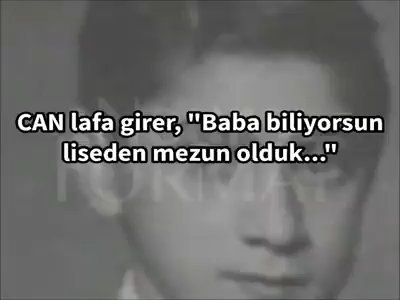 CAN lafa girer, "Baba biliyorsun
liseden mezun olduk..."